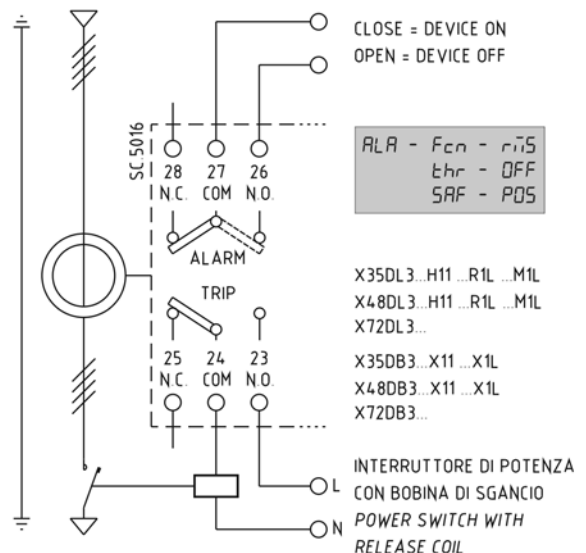 CLOSE = DEVICE ON
OPEN = DEVICE OFF
SC.5016
28 27 26
N.C. COM N.O.
ALARM
TRIP
25 24 23
N.C. COM N.O.
ALA - Fcn - rmS
thr - OFF
SAF - POS
X35DL3...H11 ...R1L ...M1L
X48DL3...H11 ...R1L ...M1L
X72DL3...
X35DB3...X11 ...X1L
X48DB3...X11 ...X1L
X72DB3...
L
N
INTERRUTTORE DI POTENZA
CON BOBINA DI SGANCIO
POWER SWITCH WITH
RELEASE COIL